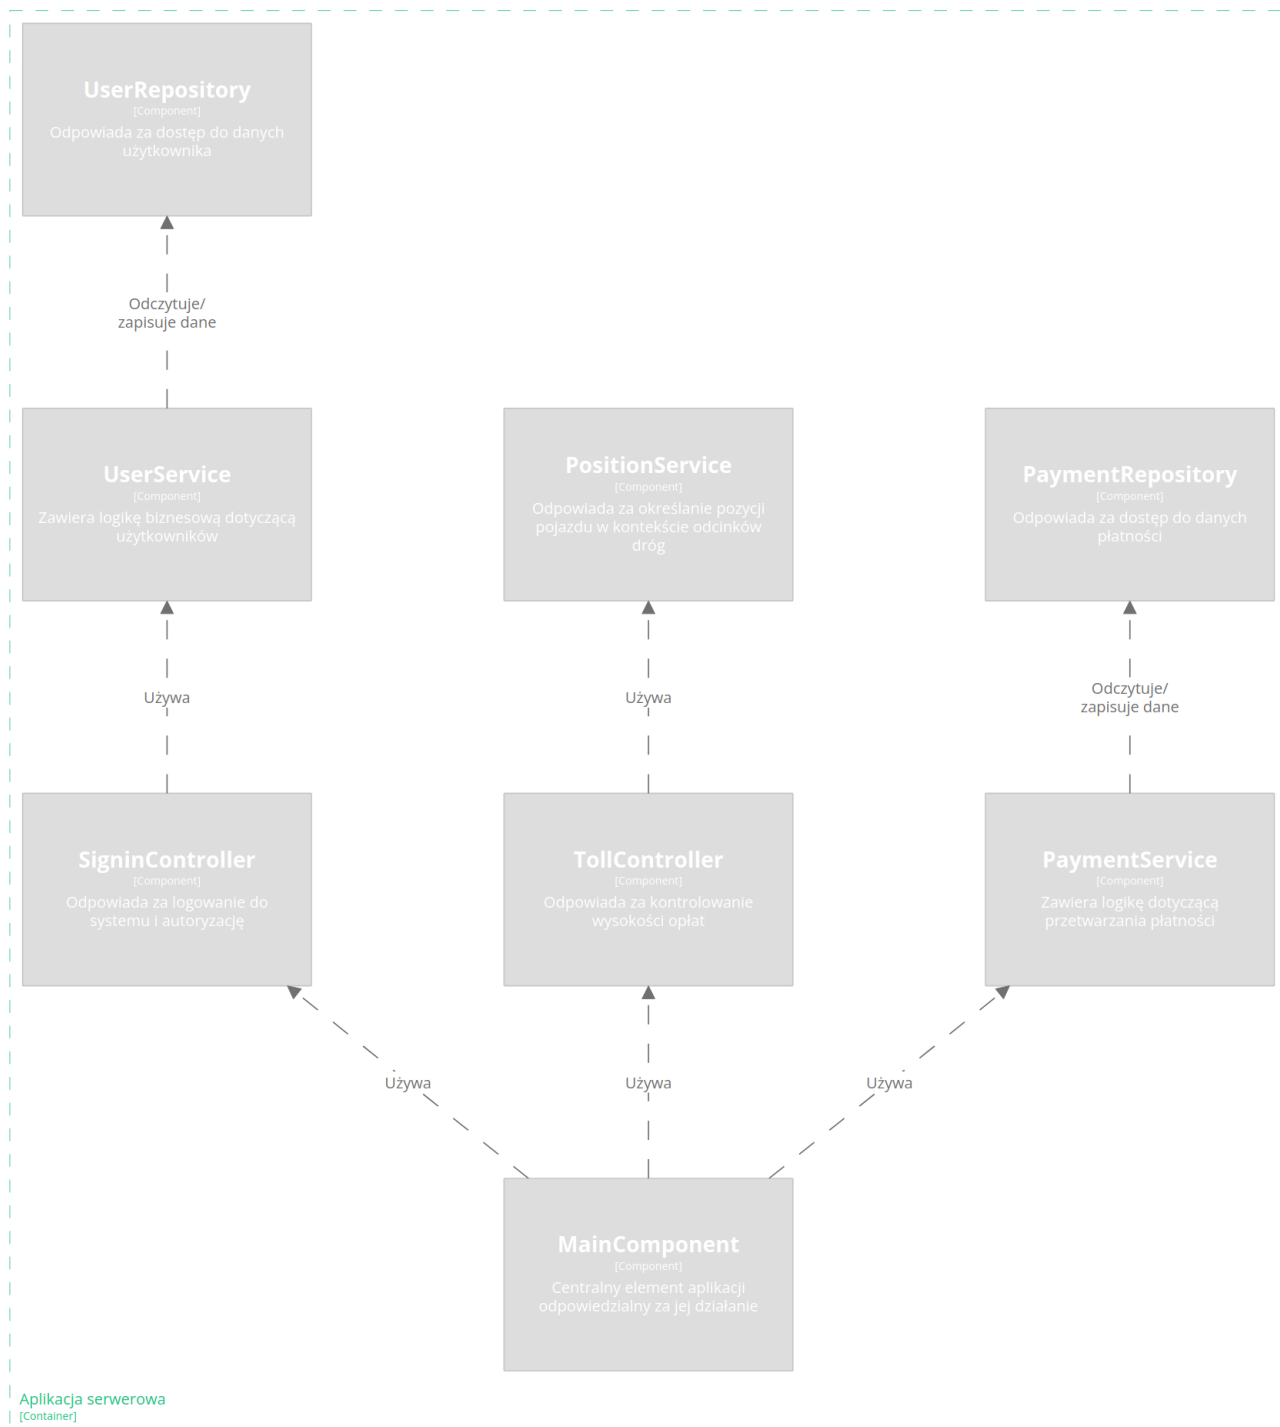 UserRepository
[Component]
Odpowiada za dostęp do danych
użytkownika
Odczytuje/
zapisuje dane
UserService
[Component]
Zawiera logikę biznesową dotyczącą
użytkowników
PositionService
[Component]
Odpowiada za określanie pozycji
pojazdu w kontekście odcinków
dróg
PaymentRepository
[Component]
Odpowiada za dostęp do danych
płatności
Używa
Używa
Odczytuje/
zapisuje dane
SigninController
[Component]
Odpowiada za logowanie do
systemu i autoryzację
TollController
[Component]
Odpowiada za kontrolowanie
wysokości opłat
PaymentService
[Component]
Zawiera logikę dotyczącą
przetwarzania płatności
Używa
Używa
Używa
MainComponent
[Component]
Centralny element aplikacji
odpowiedzialny za jej działanie
Aplikacja serwerowa
[Container]